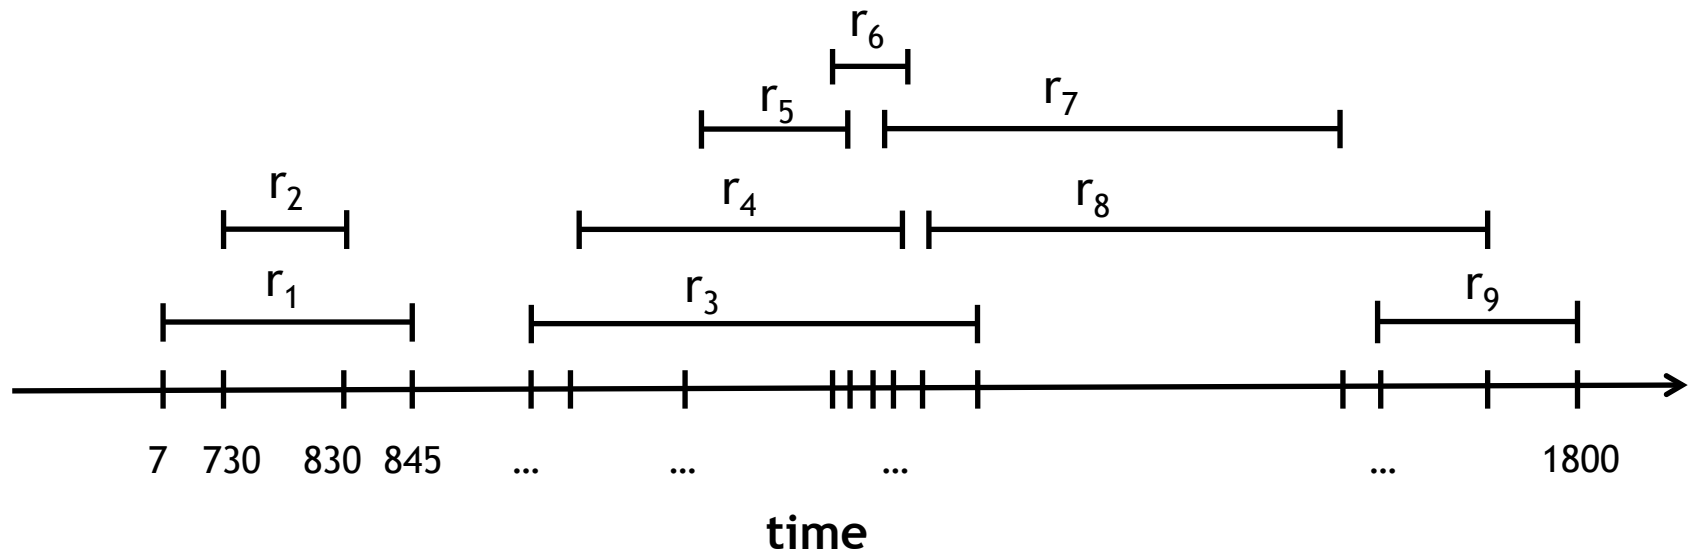 r6
r5 r7
r2 r4 r8
r1 r3 r9
7 730 830 845 ... ... ... ... 1800
time